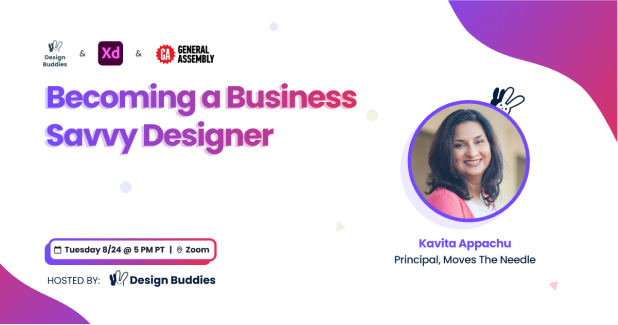 Design
Buddies
&
Xd
&
GA
GENERAL
ASSEMBLY
Becoming a Business
Savvy Designer
Tuesday 8/24 @ 5 PM PT | Zoom
HOSTED BY: Design Buddies
Kavita Appachu
Principal, Moves The Needle